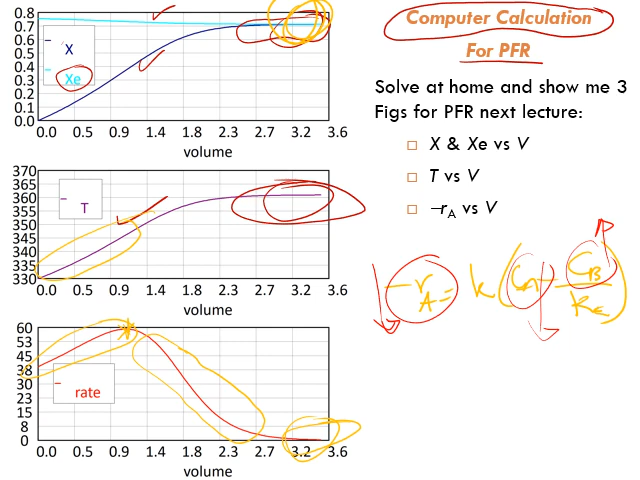 0.8
0.7
0.6
0.5
0.4
0.3
0.2
0.1
0.0
X
Xe
0.0 0.5 0.9 1.4 1.8 2.3 2.7 3.2 3.6
volume
370
365
360
355
350
345
340
335
330
T
0.0 0.5 0.9 1.4 1.8 2.3 2.7 3.2 3.6
volume
60
53
45
38
30
23
15
8
0
rate
0.0 0.5 0.9 1.4 1.8 2.3 2.7 3.2 3.6
volume
Computer Calculation
For PFR
Solve at home and show me 3
Figs for PFR next lecture:
X & Xe vs V
T vs V
–rA vs V
-rA = k (CA - CB/Ke)